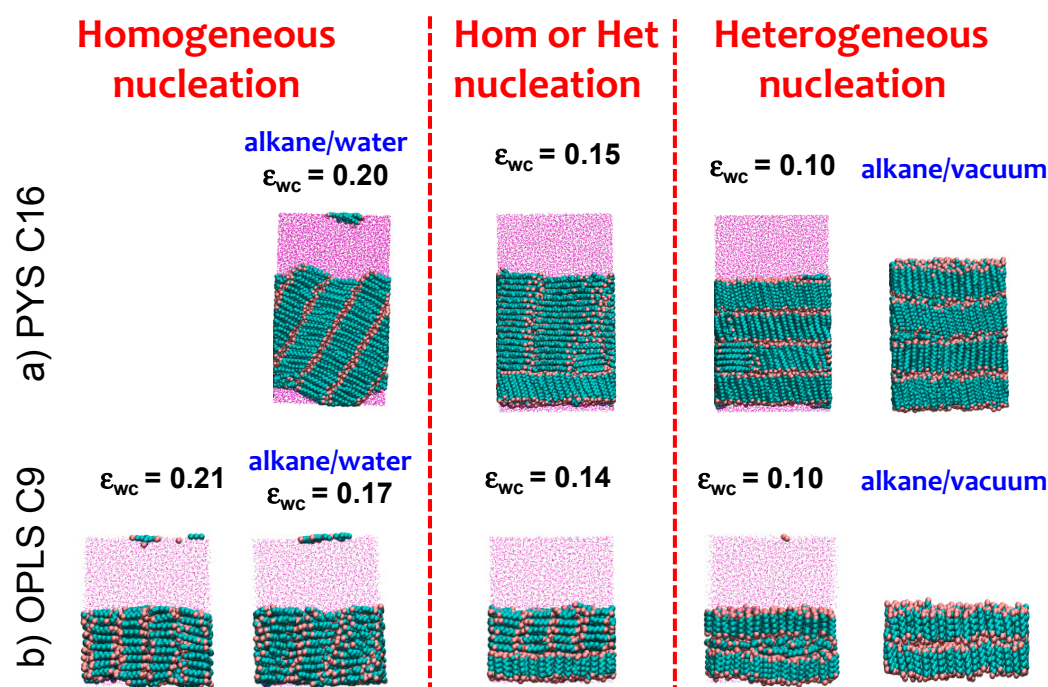 Homogeneous
nucleation
Hom or Het
nucleation
Heterogeneous
nucleation
a) PYS C16
alkane/water
εwc = 0.20
εwc = 0.15
εwc = 0.10
alkane/vacuum
b) OPLS C9
εwc = 0.21
alkane/water
εwc = 0.17
εwc = 0.14
εwc = 0.10
alkane/vacuum